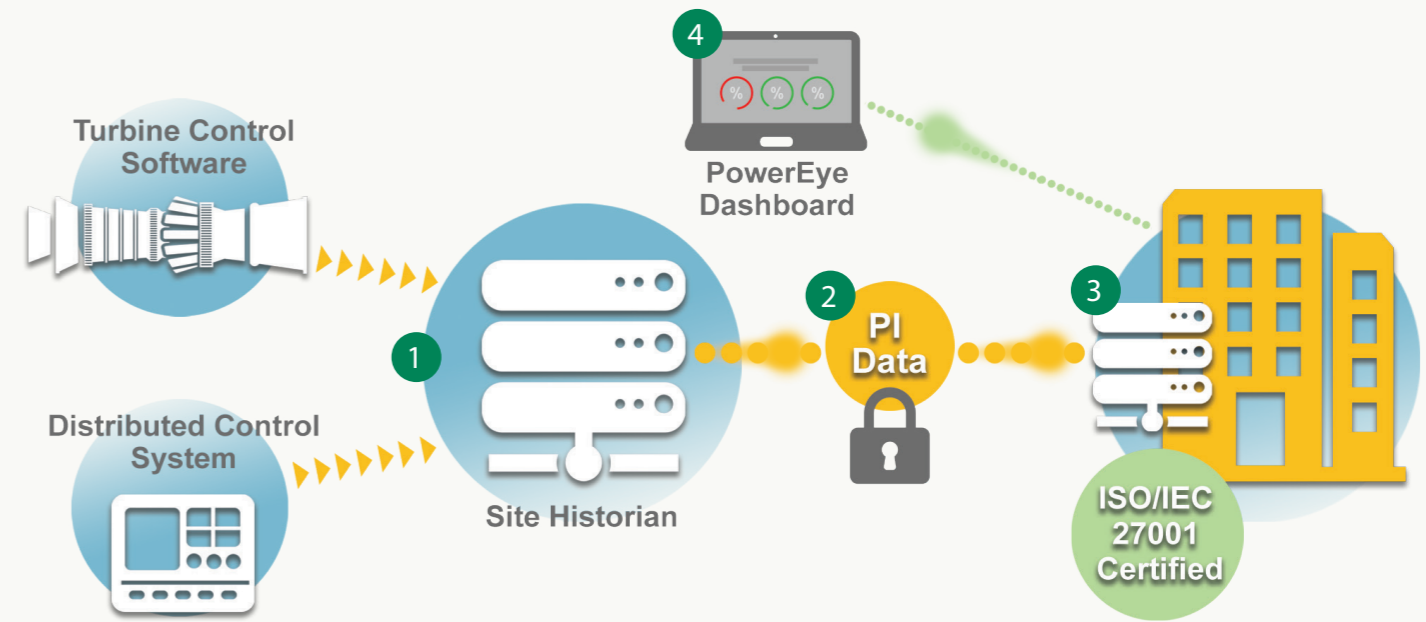 Turbine Control
Software
Distributed Control
System
1
Site Historian
2
PI
Data
3
ISO/IEC
27001
Certified
4
% % %
PowerEye
Dashboard